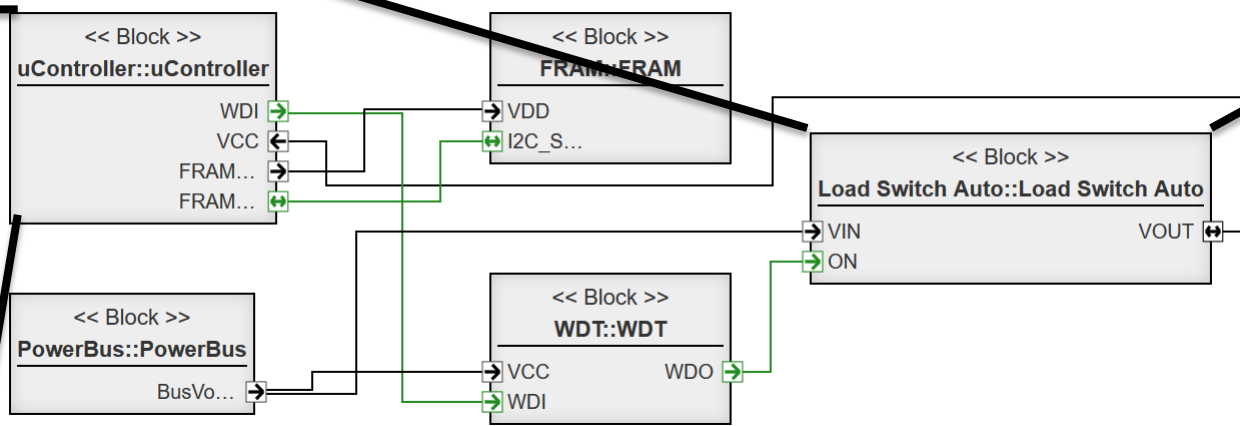 << Block >>
uController::uController
WDI
VCC
FRAM...
FRAM...
<< Block >>
FRAM::FRAM
VDD
I2C_S...
<< Block >>
Load Switch Auto::Load Switch Auto
VIN
VOUT
ON
<< Block >>
PowerBus::PowerBus
BusVo...
<< Block >>
WDT::WDT
VCC
WDO
WDI